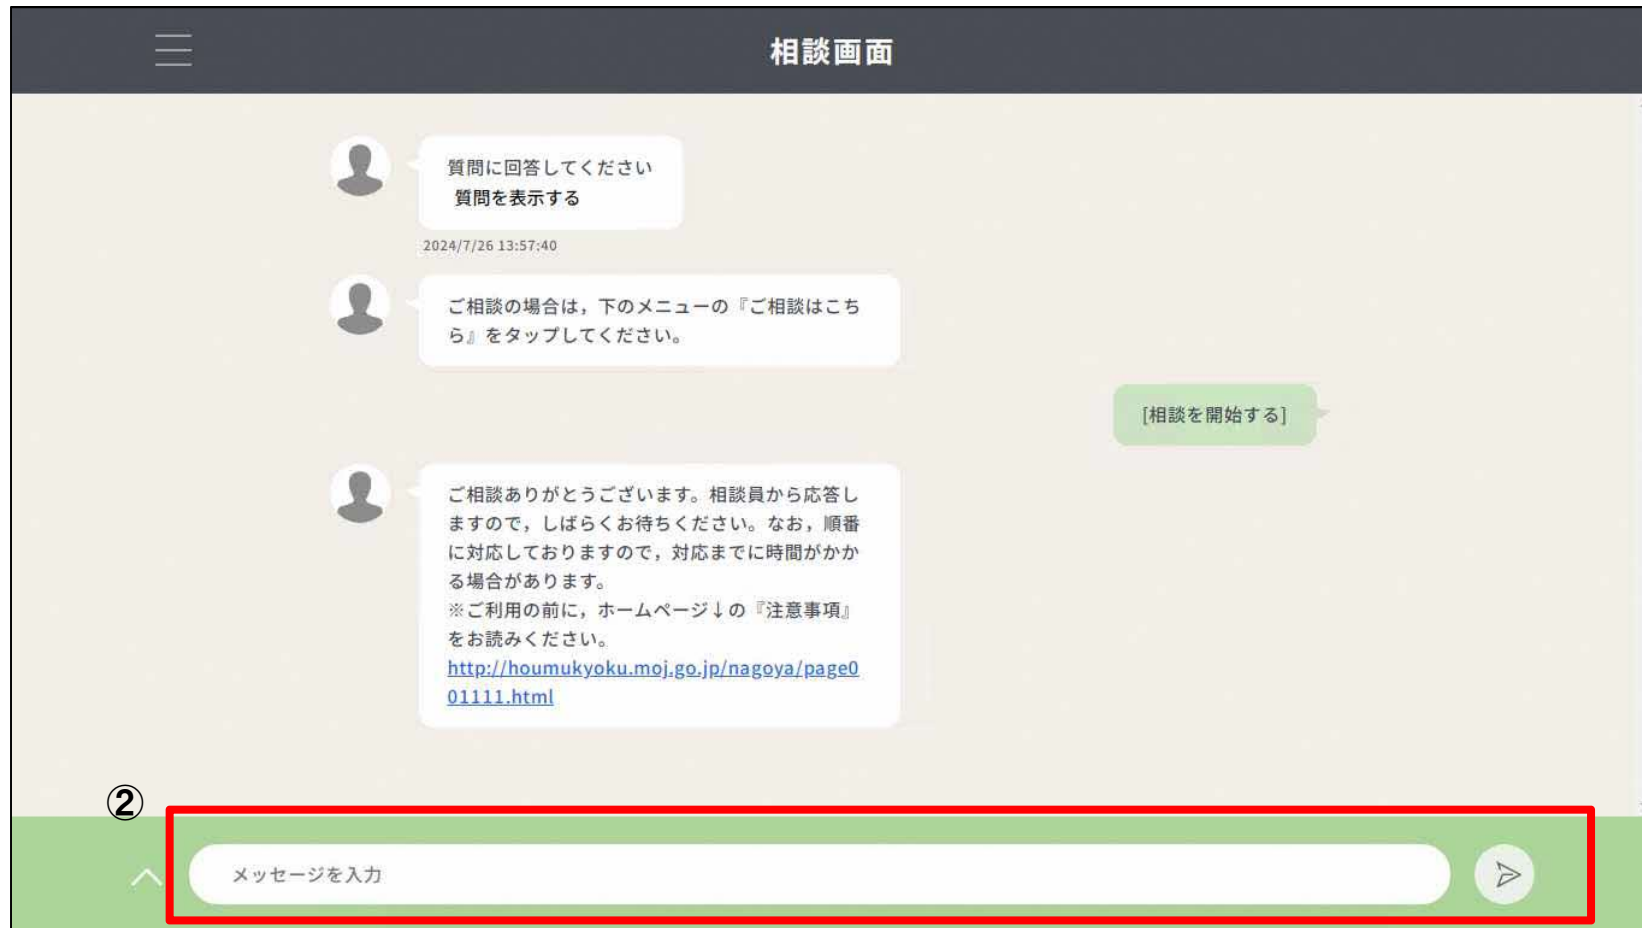 相談画面
質問に回答してください
質問を表示する
2024/7/26 13:57:40
ご相談の場合は，下のメニューの『ご相談はこち
ら』をタップしてください。
[相談を開始する]
ご相談ありがとうございます。相談員から応答し
ますので，しばらくお待ちください。なお，順番
に対応しておりますので，対応までに時間がかか
る場合があります。
※ご利用の前に，ホームページ↓の『注意事項』
をお読みください。
http://houmukyoku.moj.go.jp/nagoya/page0
01111.html
②
メッセージを入力